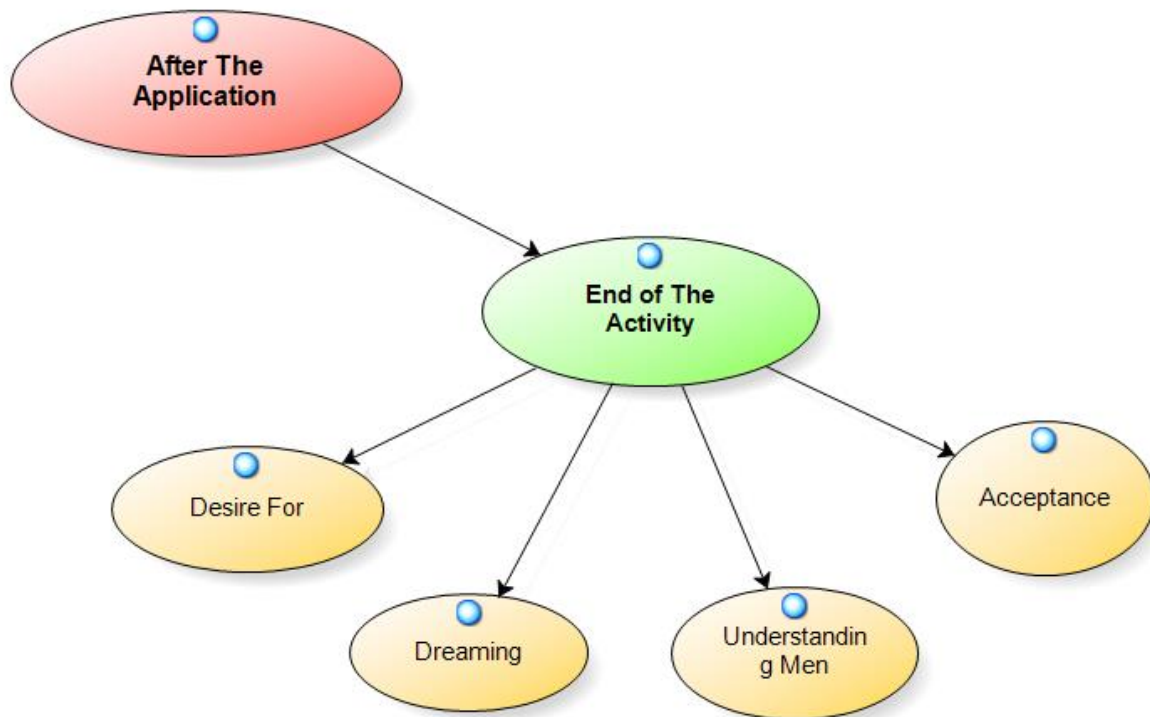 After The
Application
End of The
Activity
Desire For
Acceptance
Dreaming
Understandin
g Men